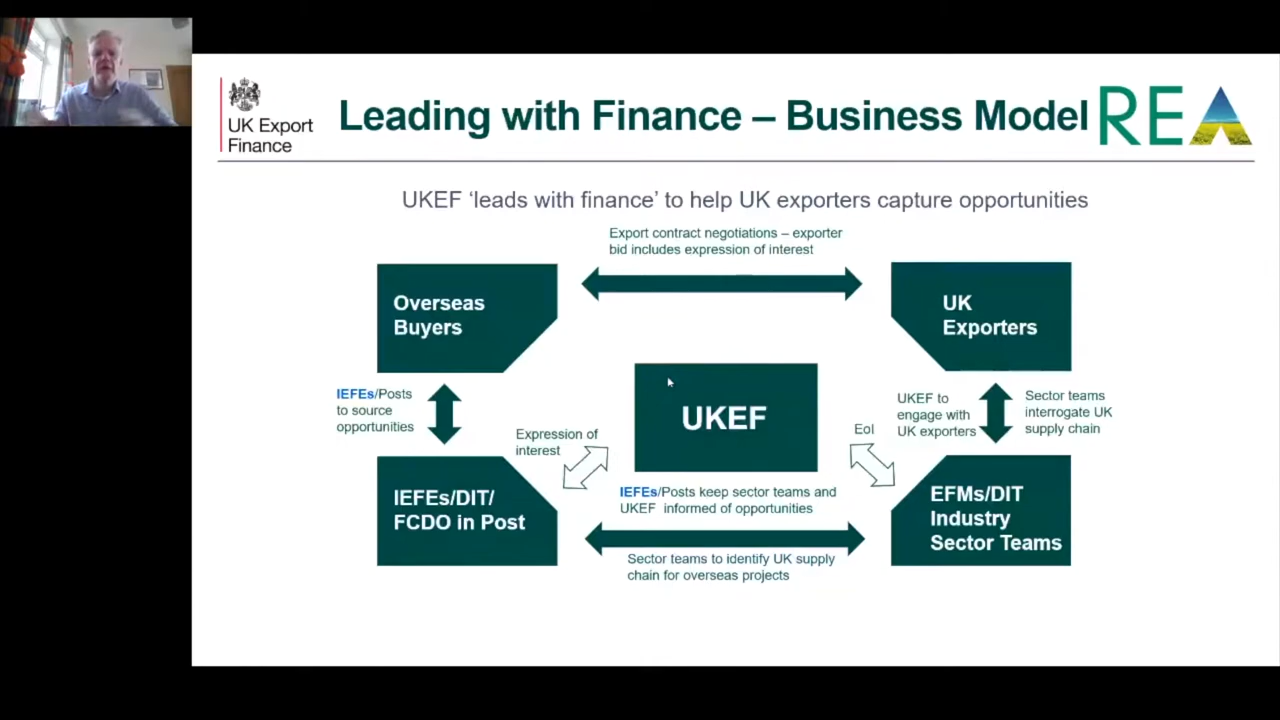 UK Export
Finance
Leading with Finance – Business Model
REA
UKEF ‘leads with finance’ to help UK exporters capture opportunities
Export contract negotiations – exporter
bid includes expression of interest
Overseas
Buyers
UK
Exporters
UKEF
IEFEs/Posts
to source
opportunities
UKEF to
engage with
UK exporters
Sector teams
interrogate UK
supply chain
Expression of
interest
EoI
IEFEs/DIT/
FCDO in Post
IEFEs/Posts keep sector teams and
UKEF informed of opportunities
EFMs/DIT
Industry
Sector Teams
Sector teams to identify UK supply
chain for overseas projects